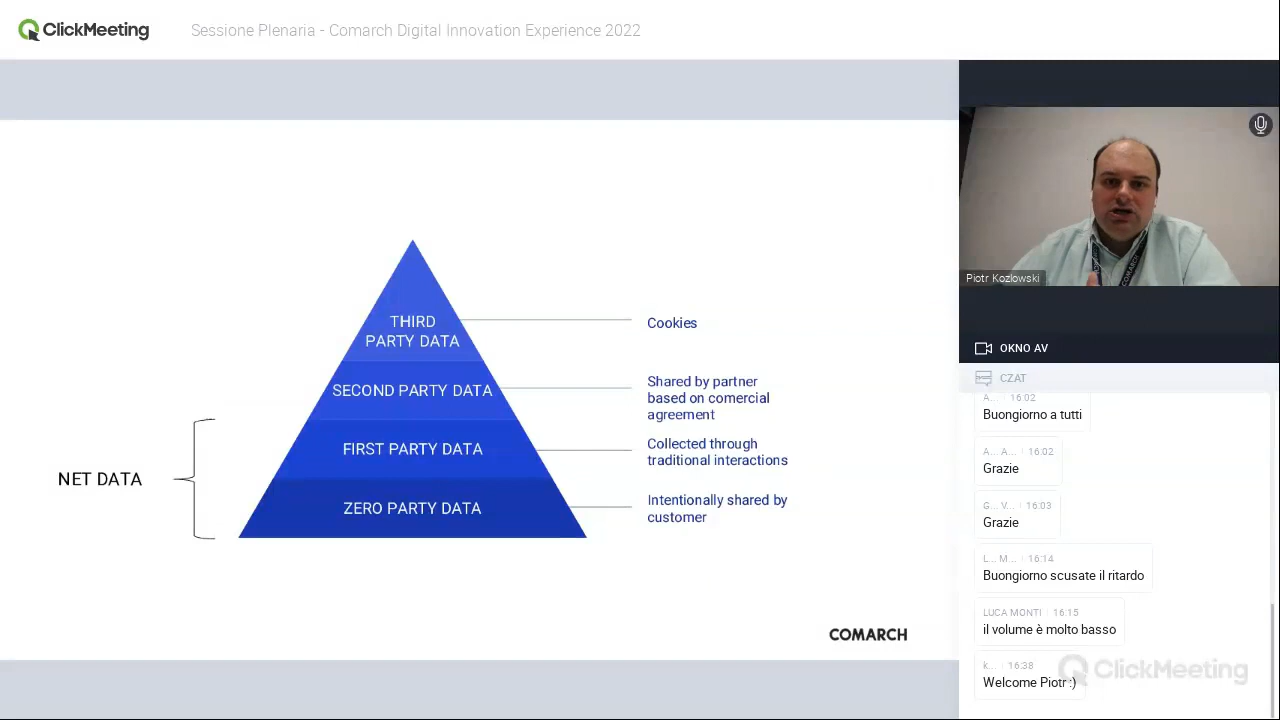 ClickMeeting
Sessione Plenaria - Comarch Digital Innovation Experience 2022
THIRD
PARTY DATA
SECOND PARTY DATA
FIRST PARTY DATA
ZERO PARTY DATA
NET DATA
Cookies
Shared by partner
based on comercial
agreement
Collected through
traditional interactions
Intentionally shared by
customer
COMARCH
COMARCH
Piotr Kozlowski
OKNO AV
CZAT
A... 16:02
Buongiorno a tutti
A... A... 16:02
Grazie
G... V... 16:03
Grazie
L... M... 16:14
Buongiorno scusate il ritardo
LUCA MONTI 16:15
il volume è molto basso
k... 16:38
Welcome Piotr :)
ClickMeeting